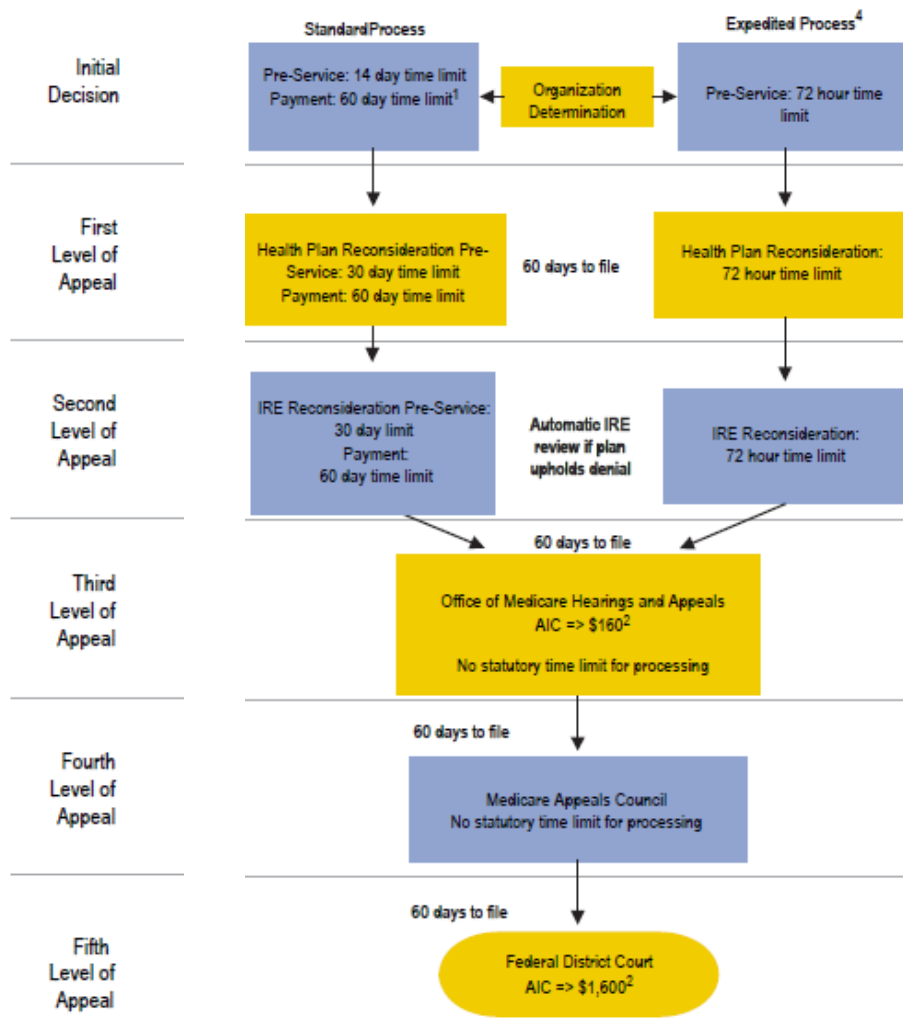 StandardProcess
Expedited Process4
Initial
Decision
Pre-Service: 14 day time limit
Payment: 60 day time limit1
Organization
Determination
Pre-Service: 72 hour time
limit
First
Level of
Appeal
Health Plan Reconsideration Pre-
Service: 30 day time limit
Payment: 60 day time limit
60 days to file
Health Plan Reconsideration:
72 hour time limit
Second
Level of
Appeal
IRE Reconsideration Pre-Service:
30 day limit
Payment:
60 day time limit
Automatic IRE
review if plan
upholds denial
IRE Reconsideration:
72 hour time limit
60 days to file
Third
Level of
Appeal
Office of Medicare Hearings and Appeals
AIC => $1602
No statutory time limit for processing
60 days to file
Fourth
Level of
Appeal
Medicare Appeals Council
No statutory time limit for processing
60 days to file
Fifth
Level of
Appeal
Federal District Court
AIC => $1,6002